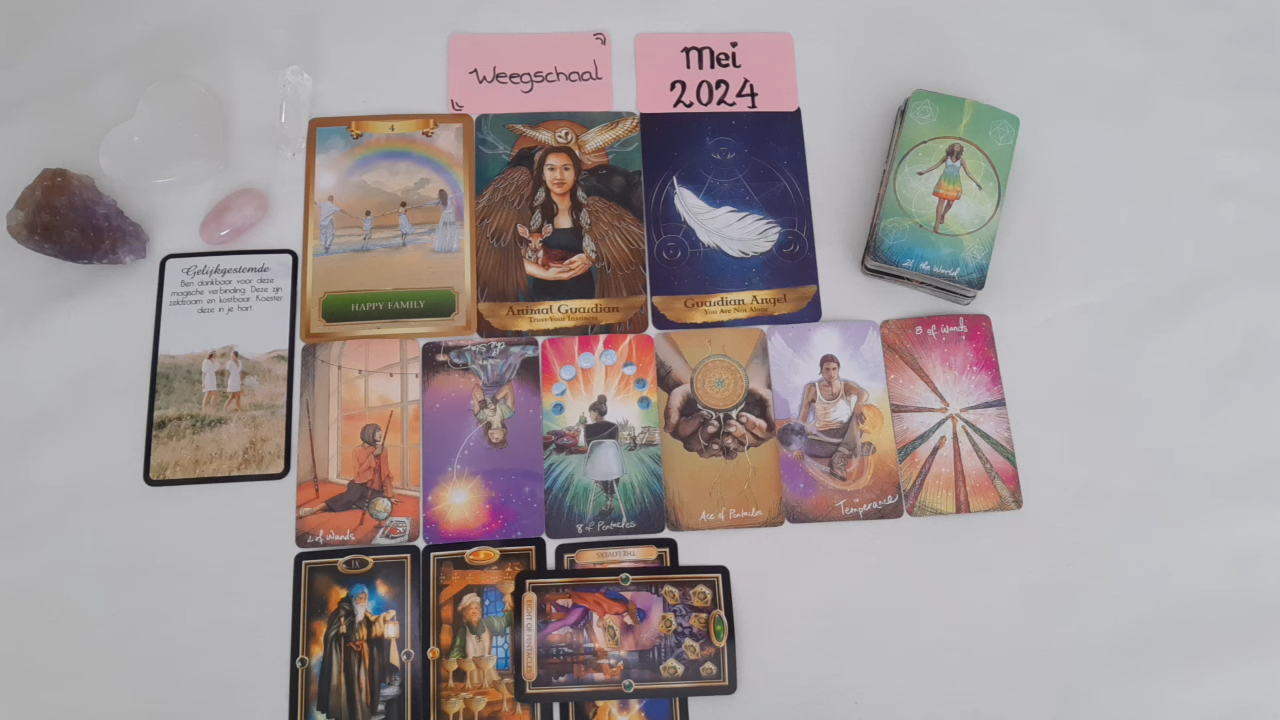 Weegschaal
Mei
2024
4
HAPPY FAMILY
Animal Guardian
Trust Your Instincts
Guardian Angel
You Are Not Alone
21 the World
Gelijkgestemde
Ben dankbaar voor deze
magische verbinding. Deze zijn
zeldzaam en kostbaar. Koester
deze in je hart.
2 of Wands
the Star
8 of Pentacles
Ace of Pentacles
Temperance
8 of Wands
IX
THE LOVERS
EIGHT OF PENTACLES